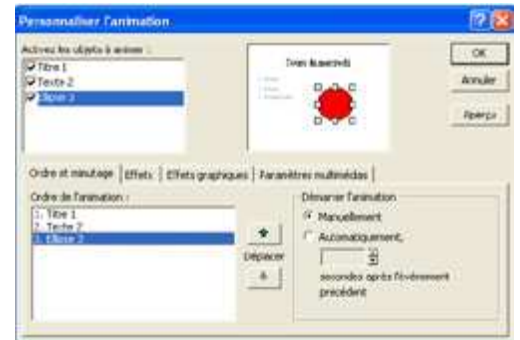 Personnaliser l'animation
Activez les objets à animer :
Titre 1
Texte 2
Ellipse 3
OK
Annuler
Aperçu
Ordre et minutage
Effets
Effets graphiques
Paramètres multimédias
Ordre de l'animation :
1. Titre 1
2. Texte 2
3. Ellipse 3
Déplacer
Démarrer l'animation
Manuellement
Automatiquement,
secondes après l'événement
précédent